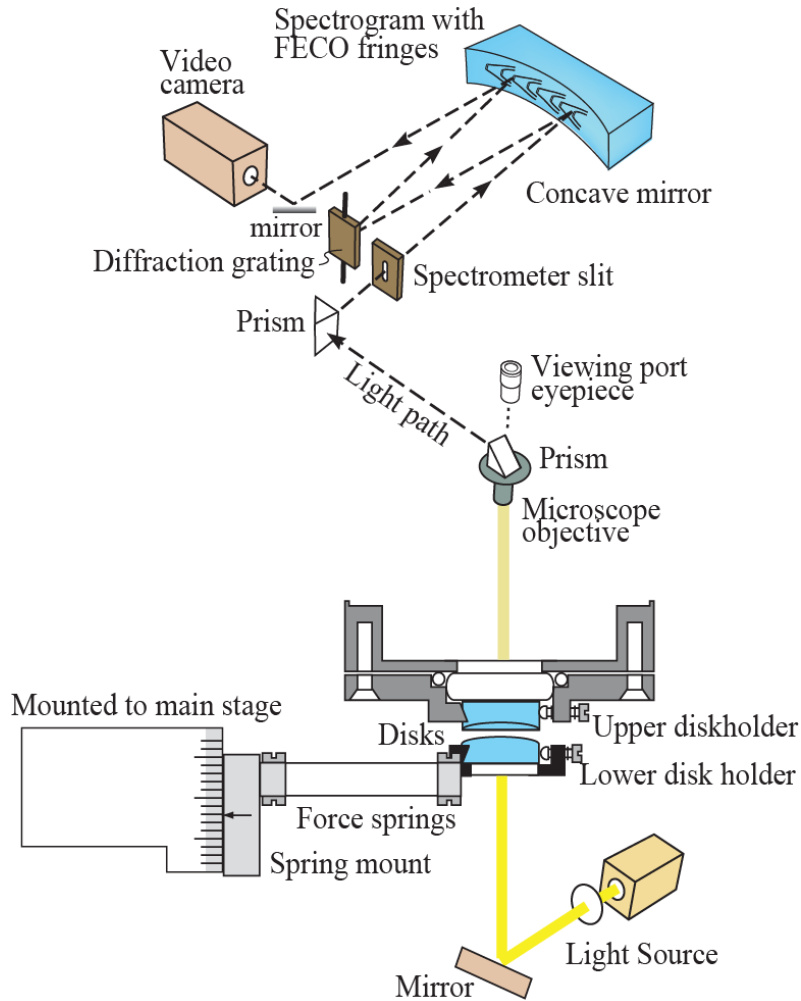 Spectrogram with
FECO fringes
Video
camera
Concave mirror
mirror
Diffraction grating
Spectrometer slit
Prism
Light path
Viewing port
eyepiece
Prism
Microscope
objective
Mounted to main stage
Disks
Upper diskholder
Lower disk holder
Force springs
Spring mount
Light Source
Mirror